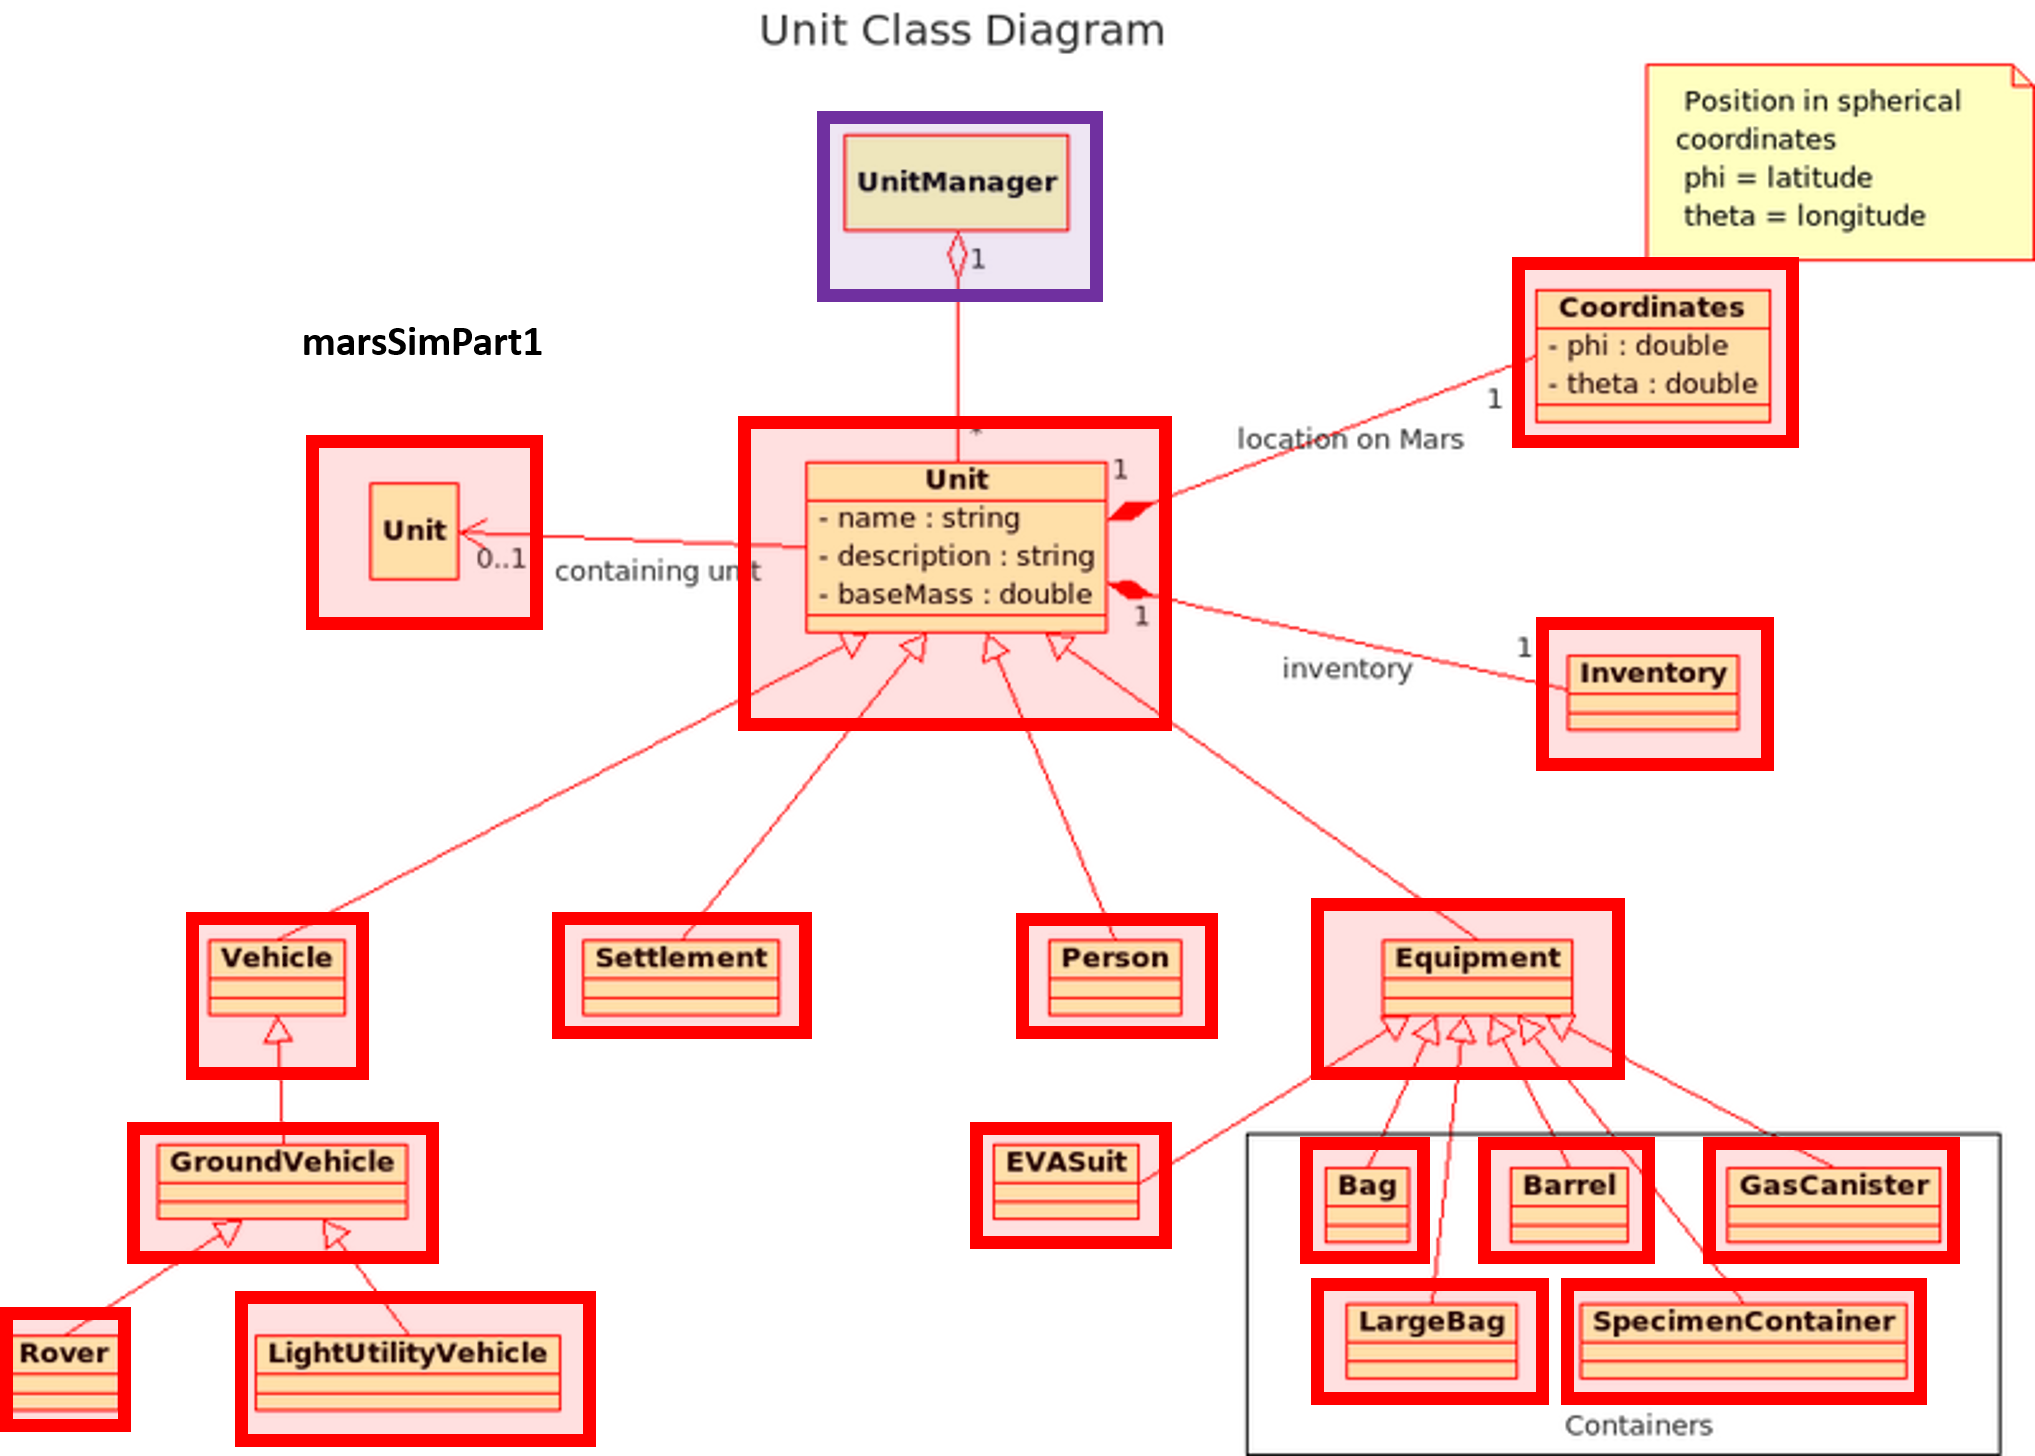 Unit Class Diagram
Position in spherical
coordinates
phi = latitude
theta = longitude
UnitManager
1
Coordinates
- phi : double
- theta : double
marsSimPart1
1
location on Mars
*
1
Unit
- name : string
- description : string
- baseMass : double
Unit
0..1
containing unit
1
1
inventory
Inventory
Vehicle
Settlement
Person
Equipment
GroundVehicle
EVASuit
Bag
Barrel
GasCanister
Rover
LightUtilityVehicle
LargeBag
SpecimenContainer
Containers